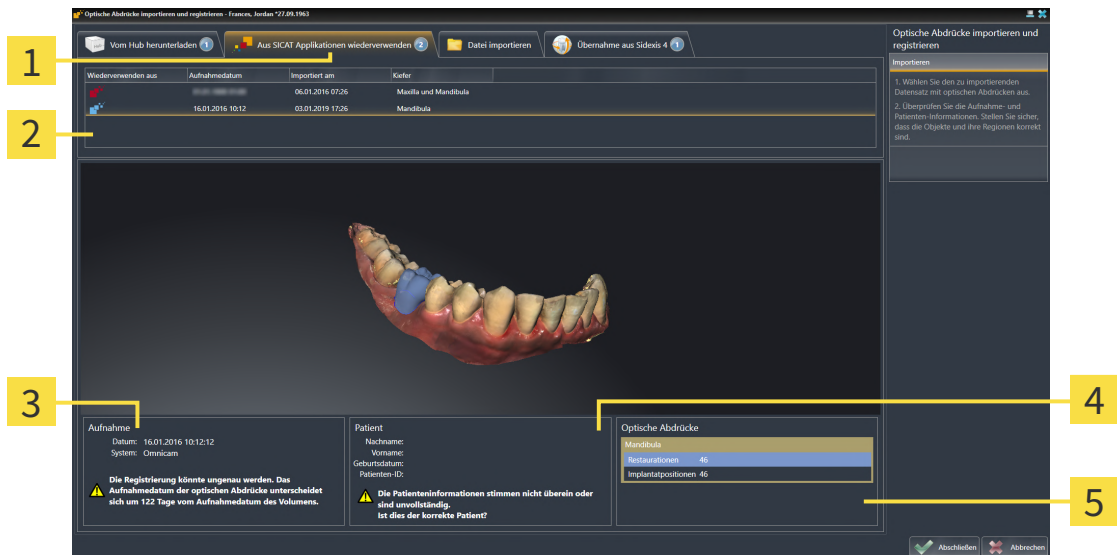 Optische Abdrücke importieren und registrieren - Frances, Jordan *27.09.1963
Vom Hub herunterladen 1
Aus SICAT Applikationen wiederverwenden 2
Datei importieren
Übernahme aus Sidexis 4 1
Wiederverwenden aus Aufnahmedatum Importiert am Kiefer
06.01.2016 07:26 Maxilla und Mandibula
16.01.2016 10:12 03.01.2019 17:26 Mandibula
Optische Abdrücke importieren und
registrieren
Importieren
1. Wählen Sie den zu importierenden
Datensatz mit optischen Abdrücken aus.
2. Überprüfen Sie die Aufnahme- und
Patienten-Informationen. Stellen Sie sicher,
dass die Objekte und ihre Regionen korrekt
sind.
1
2
3
4
5
Aufnahme
Datum: 16.01.2016 10:12:12
System: Omnicam
Die Registrierung könnte ungenau werden. Das
Aufnahmedatum der optischen Abdrücke unterscheidet
sich um 122 Tage vom Aufnahmedatum des Volumens.
Patient
Nachname:
Vorname:
Geburtsdatum:
Patienten-ID:
Die Patienteninformationen stimmen nicht überein oder
sind unvollständig.
Ist dies der korrekte Patient?
Optische Abdrücke
Mandibula
Restaurationen 46
Implantatpositionen 46
Abschließen
Abbrechen